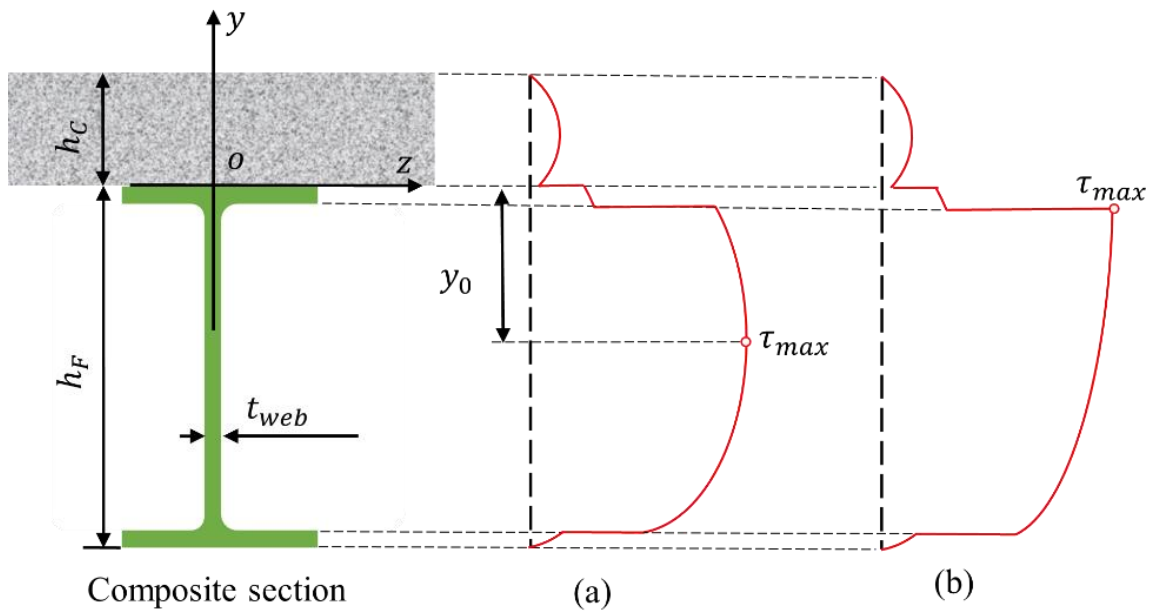 y
h_C
o
z
τ_max
y_0
τ_max
h_F
t_web
Composite section
(a)
(b)